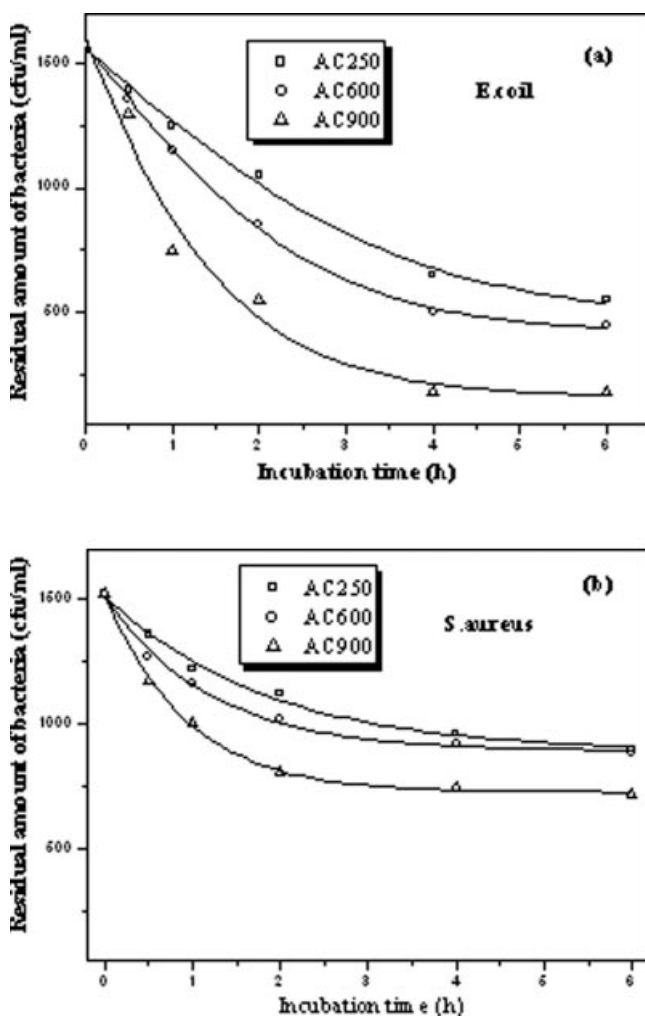 Residual amount of bacteria (cfu/ml)
1500
1000
500
AC250
AC600
AC900
(a)
E.coil
0 1 2 3 4 5 6
Incubation time (h)
Residual amount of bacteria (cfu/ml)
1500
1000
500
AC250
AC600
AC900
(b)
S.aureus
0 1 2 3 4 5 6
Incubation time (h)